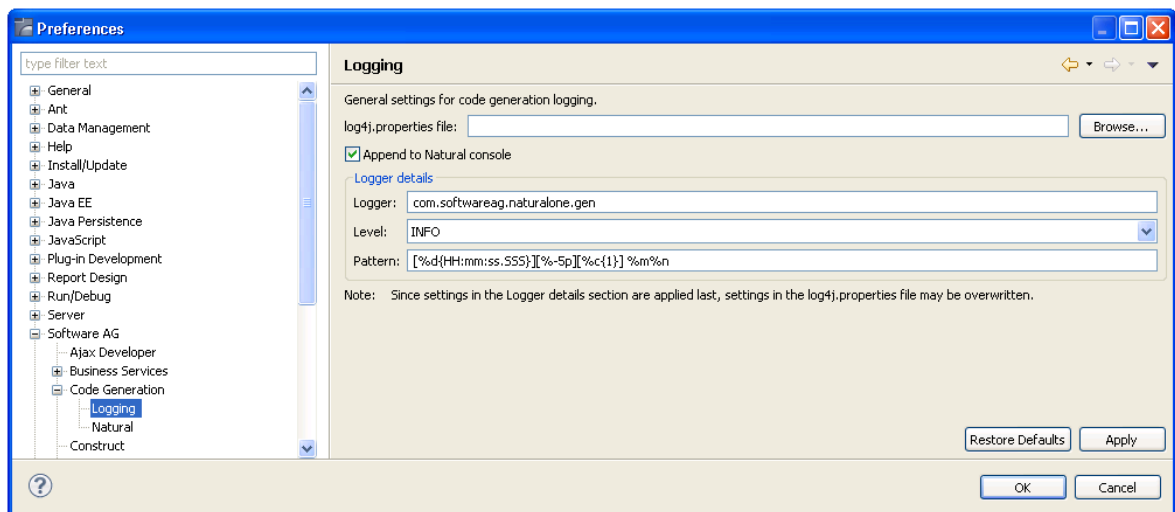 Preferences
type filter text
General
Ant
Data Management
Help
Install/Update
Java
Java EE
Java Persistence
JavaScript
Plug-in Development
Report Design
Run/Debug
Server
Software AG
Ajax Developer
Business Services
Code Generation
Logging
Natural
Construct
Logging
General settings for code generation logging.
log4j.properties file:
Browse...
Append to Natural console
Logger details
Logger: com.softwareag.naturalone.gen
Level: INFO
Pattern: [%d{HH:mm:ss.SSS}][%-5p][%c{1}] %m%n
Note: Since settings in the Logger details section are applied last, settings in the log4j.properties file may be overwritten.
Restore Defaults Apply
? OK Cancel